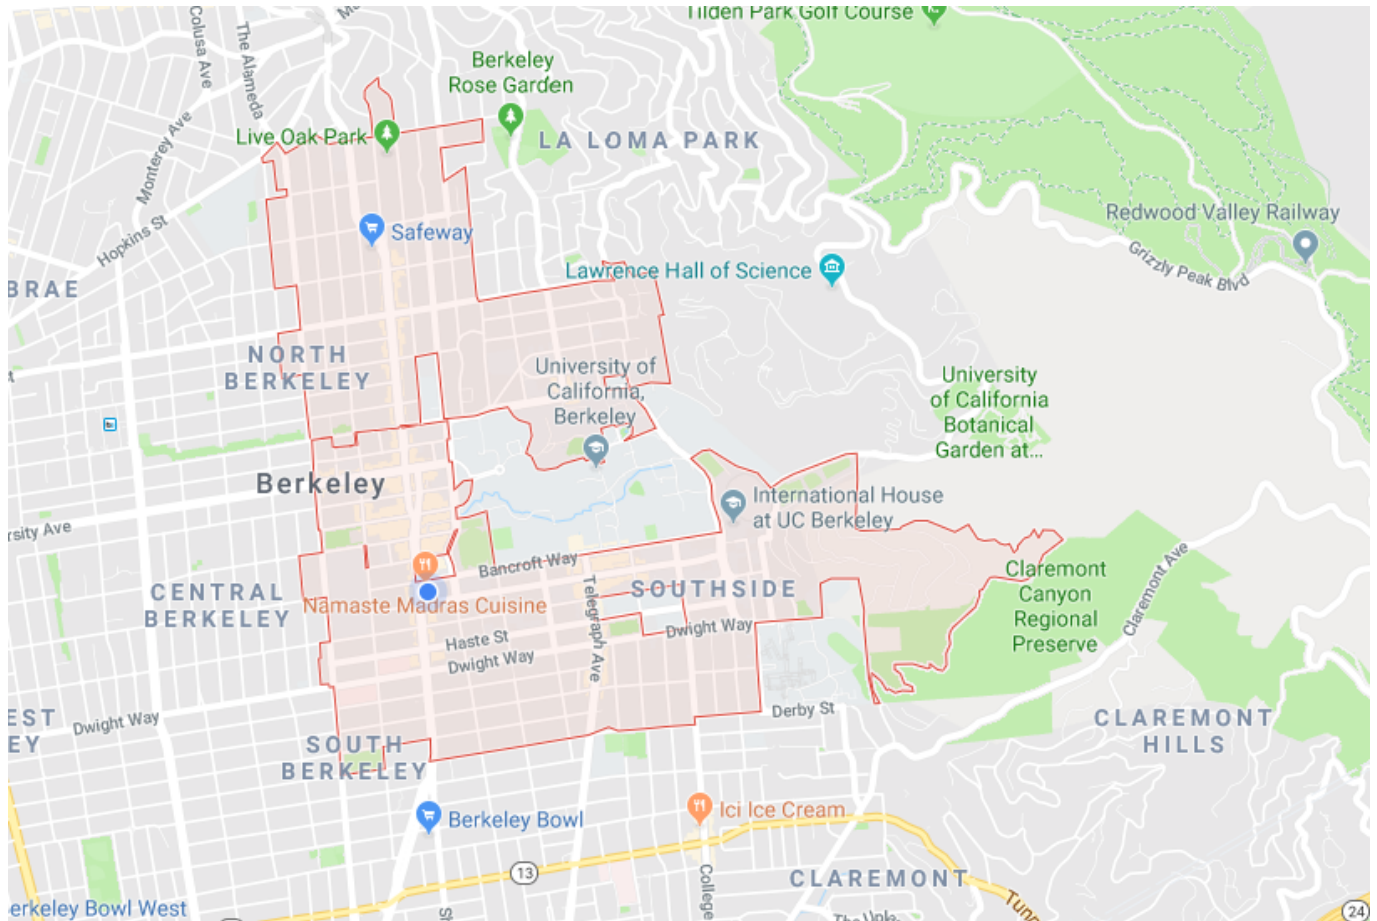 Tilden Park Golf Course
Colusa Ave
The Alameda
Berkeley
Rose Garden
Live Oak Park
LA LOMA PARK
Monterey Ave
Hopkins St
Safeway
Redwood Valley Railway
Grizzly Peak Blvd
Lawrence Hall of Science
BRAE
NORTH
BERKELEY
University of
California,
Berkeley
University
of California
Botanical
Garden at...
Berkeley
International House
at UC Berkeley
rsity Ave
Bancroft Way
CENTRAL
BERKELEY
Namaste Madras Cuisine
Telegraph Ave
SOUTHSIDE
Claremont
Canyon
Regional
Preserve
Claremont Ave
Haste St
Dwight Way
Dwight Way
Dwight Way
EST
EY
Derby St
SOUTH
BERKELEY
CLAREMONT
HILLS
Berkeley Bowl
Ici Ice Cream
13
College
CLAREMONT
Tunn
erkeley Bowl West
St
The Upl
24